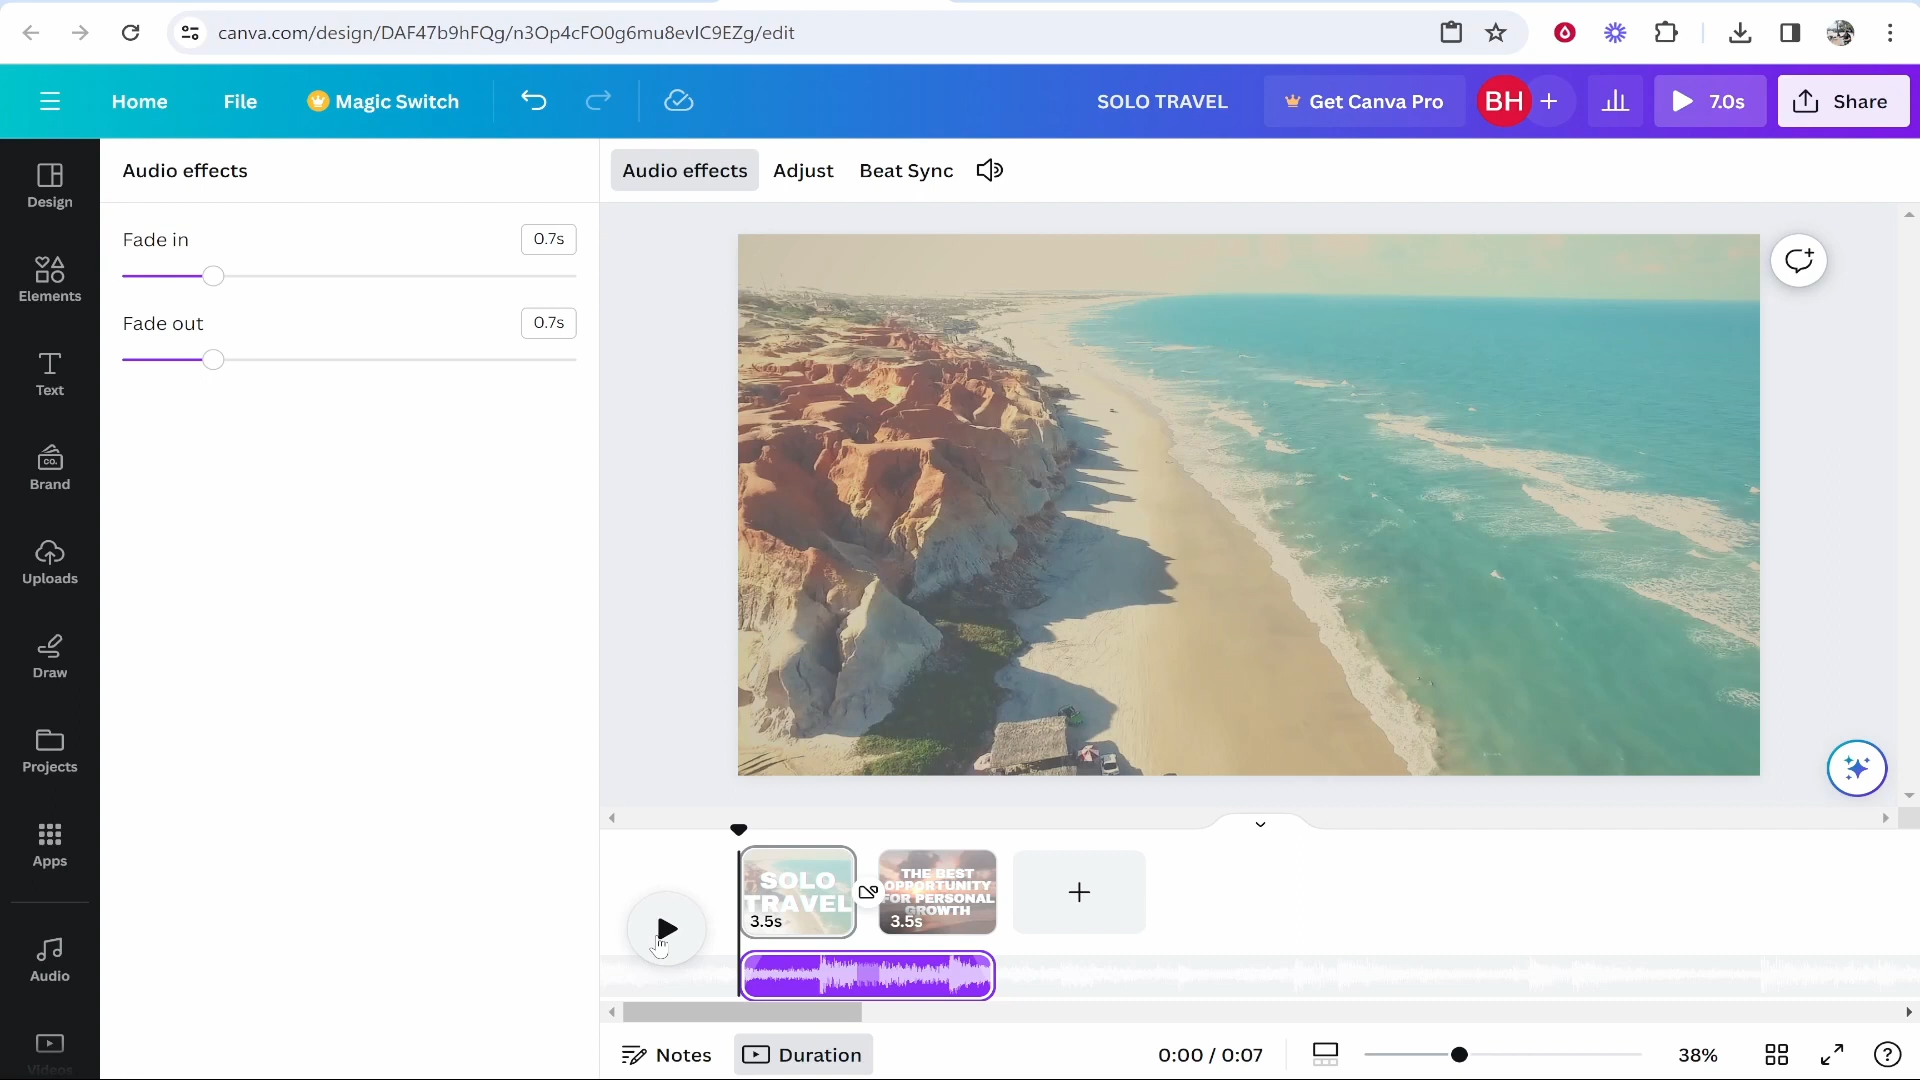 canva.com/design/DAF47b9hFQg/n3Op4cFO0g6mu8evIC9EZg/edit
Home
File
Magic Switch
SOLO TRAVEL
Get Canva Pro
BH
7.0s
Share
Design
Elements
Text
CO.
Brand
Uploads
Draw
Projects
Apps
Audio
Videos
Audio effects
Fade in
0.7s
Fade out
0.7s
Audio effects
Adjust
Beat Sync
SOLO
TRAVEL
3.5s
THE BEST
OPPORTUNITY
FOR PERSONAL
GROWTH
3.5s
Notes
Duration
0:00 / 0:07
38%